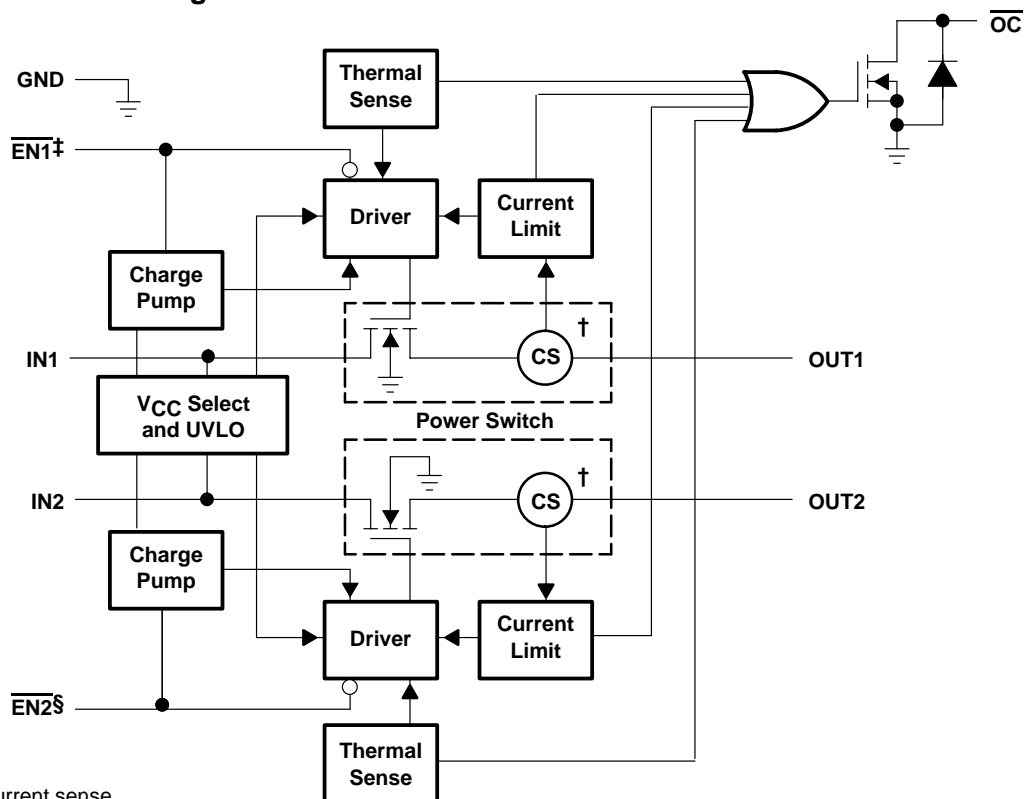 OC
Thermal
Sense
GND
EN1‡
Driver
Current
Limit
Charge
Pump
†
IN1
CS
OUT1
VCC Select
and UVLO
Power Switch
†
IN2
CS
OUT2
Charge
Pump
Driver
Current
Limit
EN2§
Thermal
Sense
sense